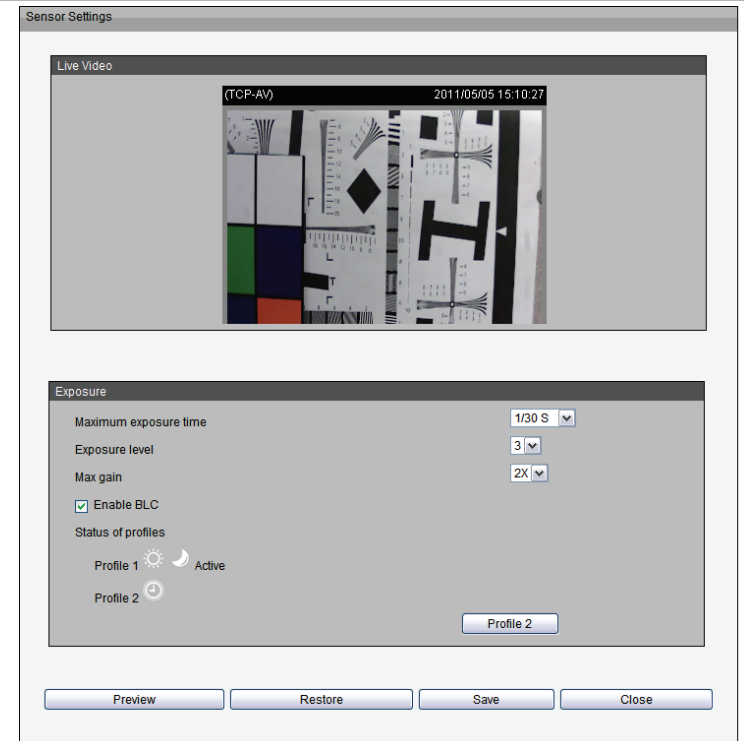 Sensor Settings
Live Video
(TCP-AV) 2011/05/05 15:10:27
Exposure
Maximum exposure time 1/30 S
Exposure level 3
Max gain 2X
Enable BLC
Status of profiles
Profile 1 Active
Profile 2
Profile 2
Preview Restore Save Close